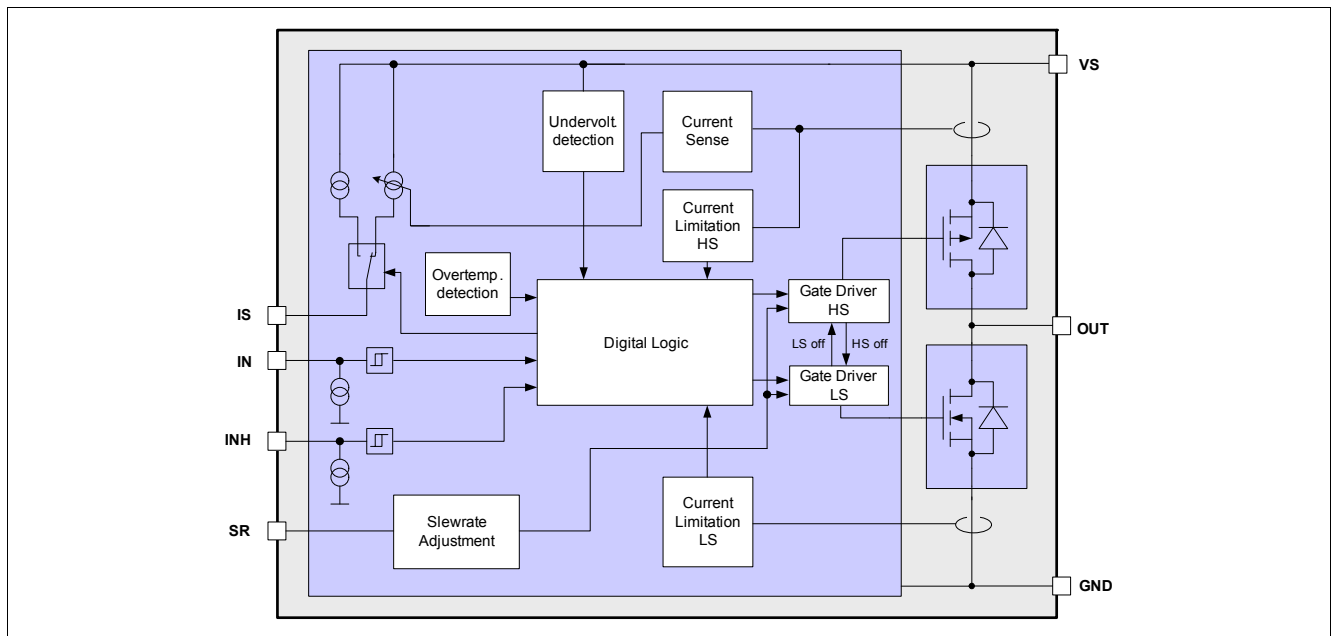 VS
Undervolt.
detection
Current
Sense
Current
Limitation
HS
Overtemp.
detection
Gate Driver
HS
IS
OUT
Digital Logic
LS off
HS off
IN
Gate Driver
LS
INH
Current
Limitation
LS
SR
Slewrate
Adjustment
GND